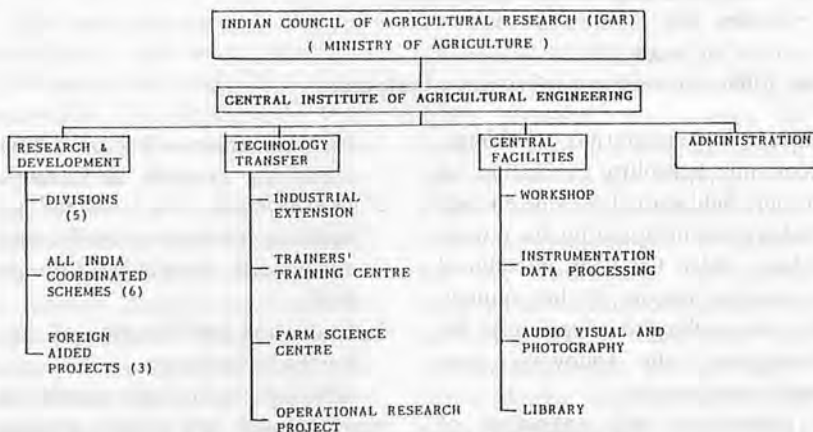 INDIAN COUNCIL OF AGRICULTURAL RESEARCH (ICAR)
( MINISTRY OF AGRICULTURE )
CENTRAL INSTITUTE OF AGRICULTURAL ENGINEERING
RESEARCH &
DEVELOPMENT
DIVISIONS
(5)
ALL INDIA
COORDINATED
SCHEMES (6)
FOREIGN
AIDED
PROJECTS (3)
TECHNOLOGY
TRANSFER
INDUSTRIAL
EXTENSION
TRAINERS'
TRAINING CENTRE
FARM SCIENCE
CENTRE
OPERATIONAL RESEARCH
PROJECT
CENTRAL
FACILITIES
WORKSHOP
INSTRUMENTATION
DATA PROCESSING
AUDIO VISUAL AND
PHOTOGRAPHY
LIBRARY
ADMINISTRATION